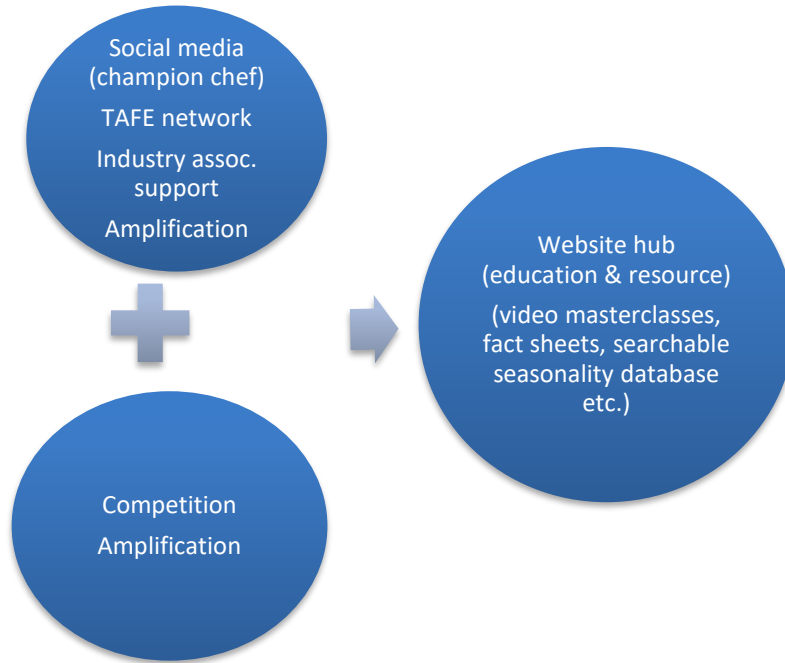 Social media
(champion chef)
TAFE network
Industry assoc.
support
Amplification
Competition
Amplification
Website hub
(education & resource)
(video masterclasses,
fact sheets, searchable
seasonality database
etc.)